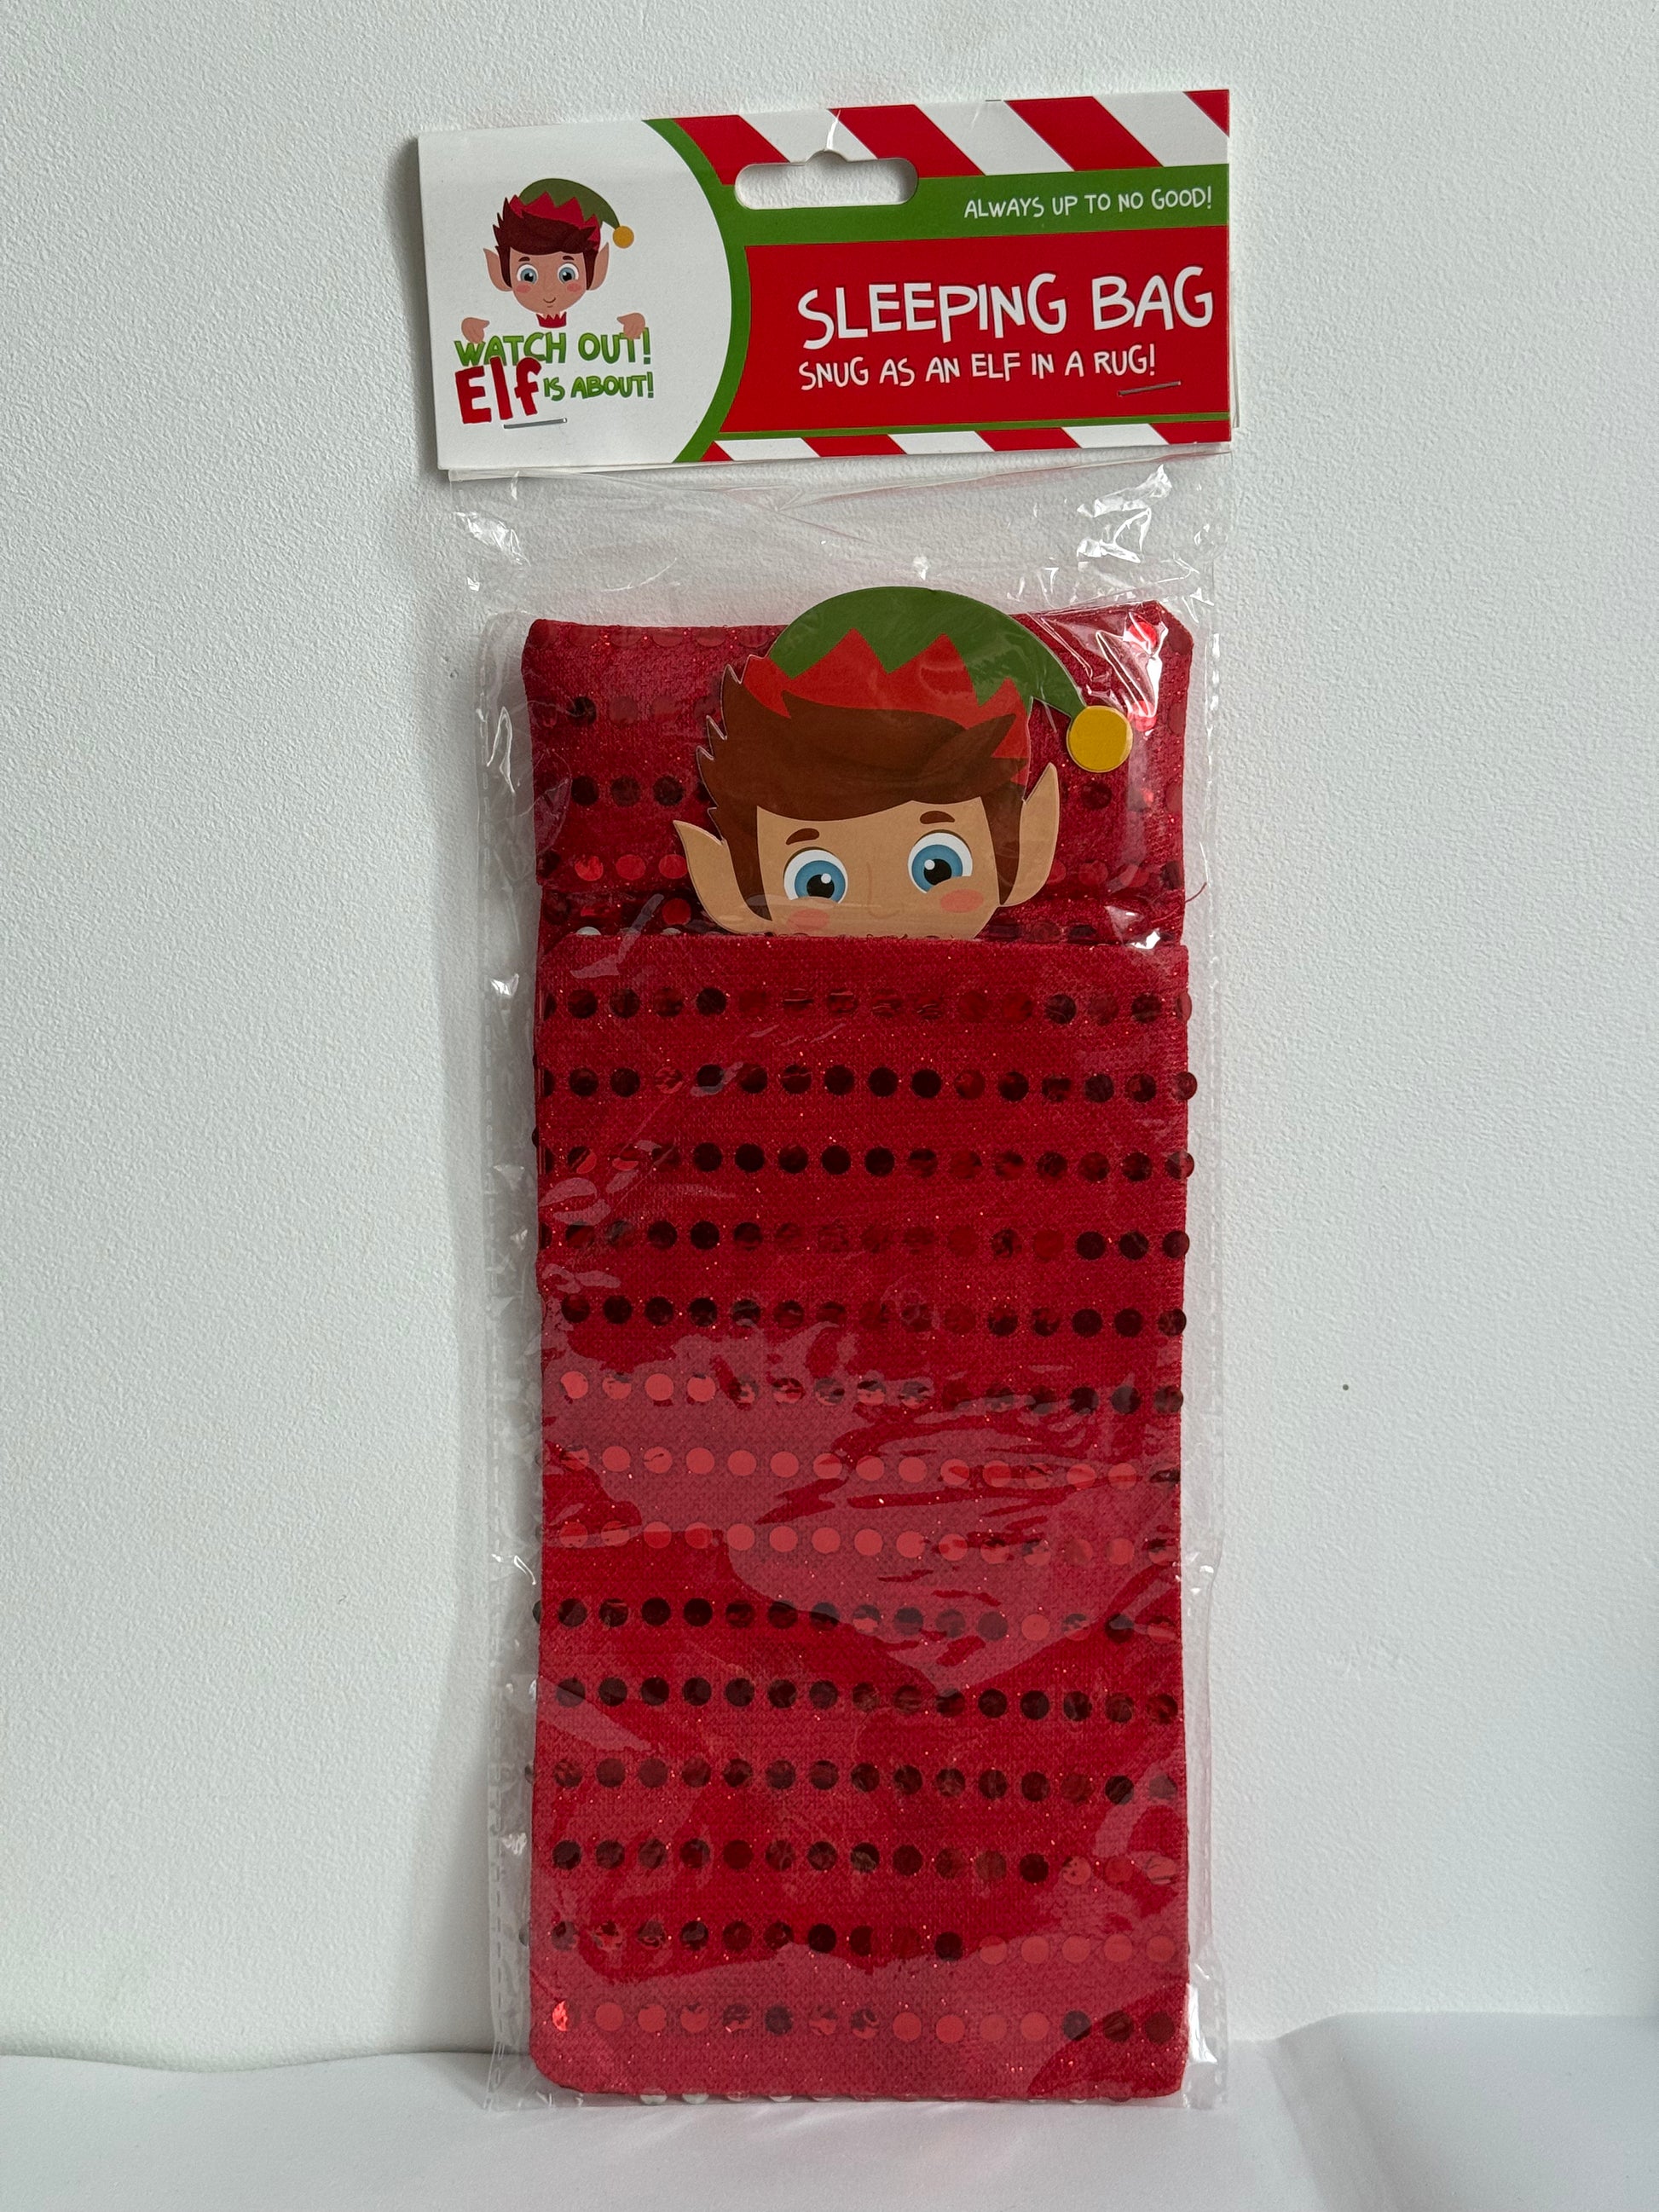 WATCH OUT!
Elf IS ABOUT!
ALWAYS UP TO NO GOOD!
SLEEPING BAG
SNUG AS AN ELF IN A RUG!